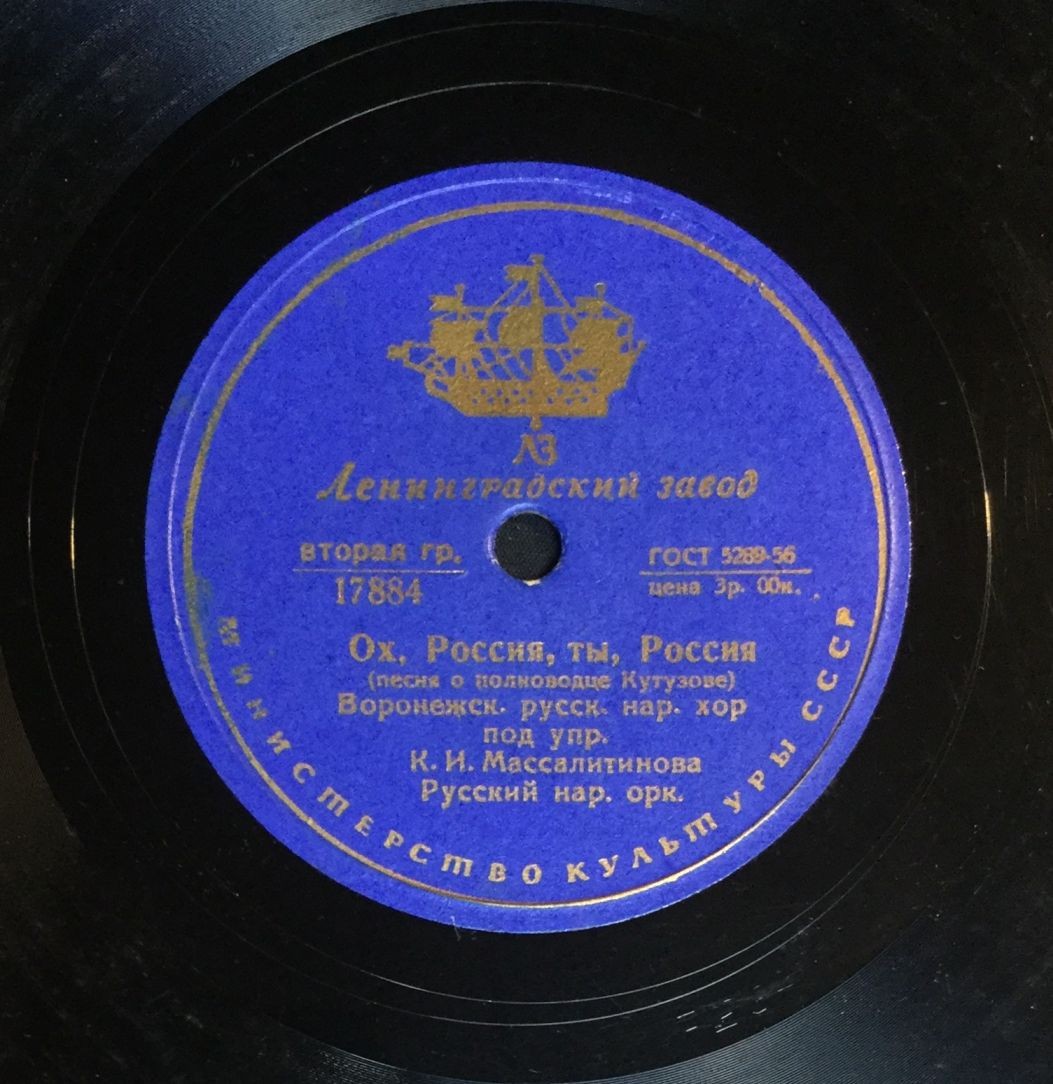 ЛЗ
Ленинградский завод
вторая гр.
17884
ГОСТ 5289-56
цена 3р. 00к.
Ох, Россия, ты, Россия
(песня о полководце Кутузове)
Воронежск. русск. нар. хор
под упр.
К. И. Массалитинова
Русский нар. орк.
МИНИСТЕРСТВО КУЛЬТУРЫ СССР